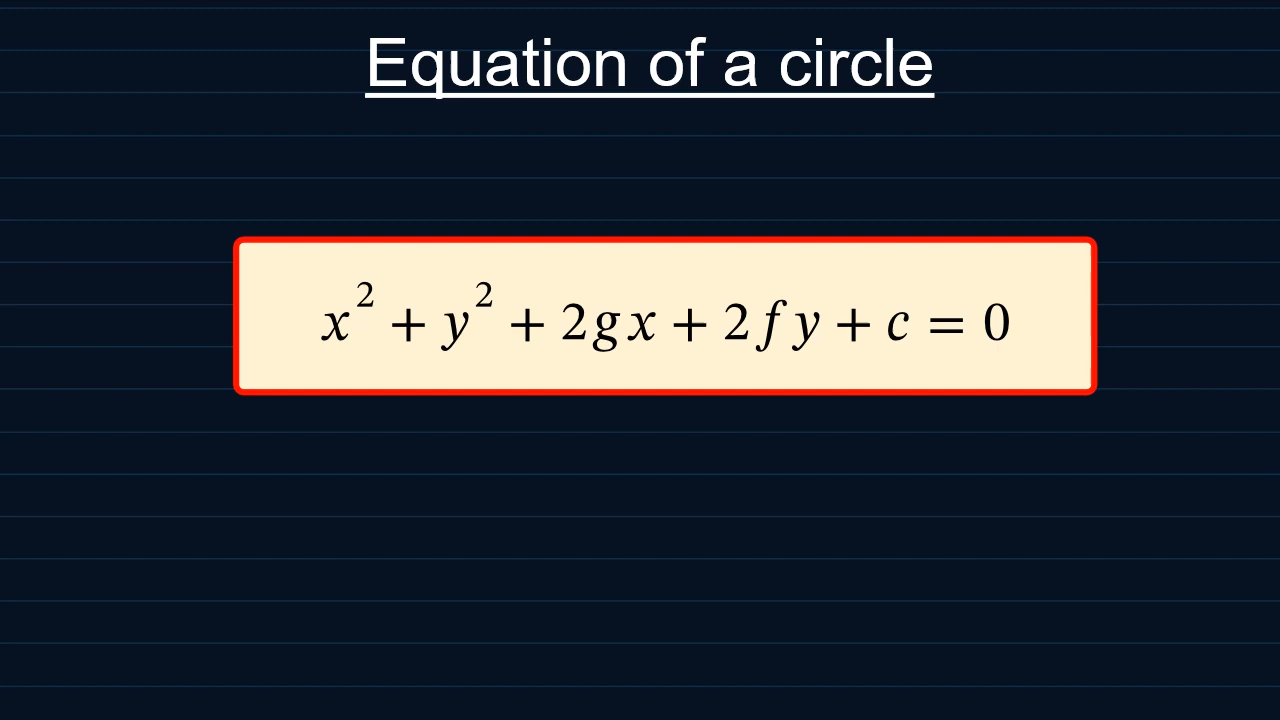 Equation of a circle
x² + y² + 2gx + 2fy + c = 0